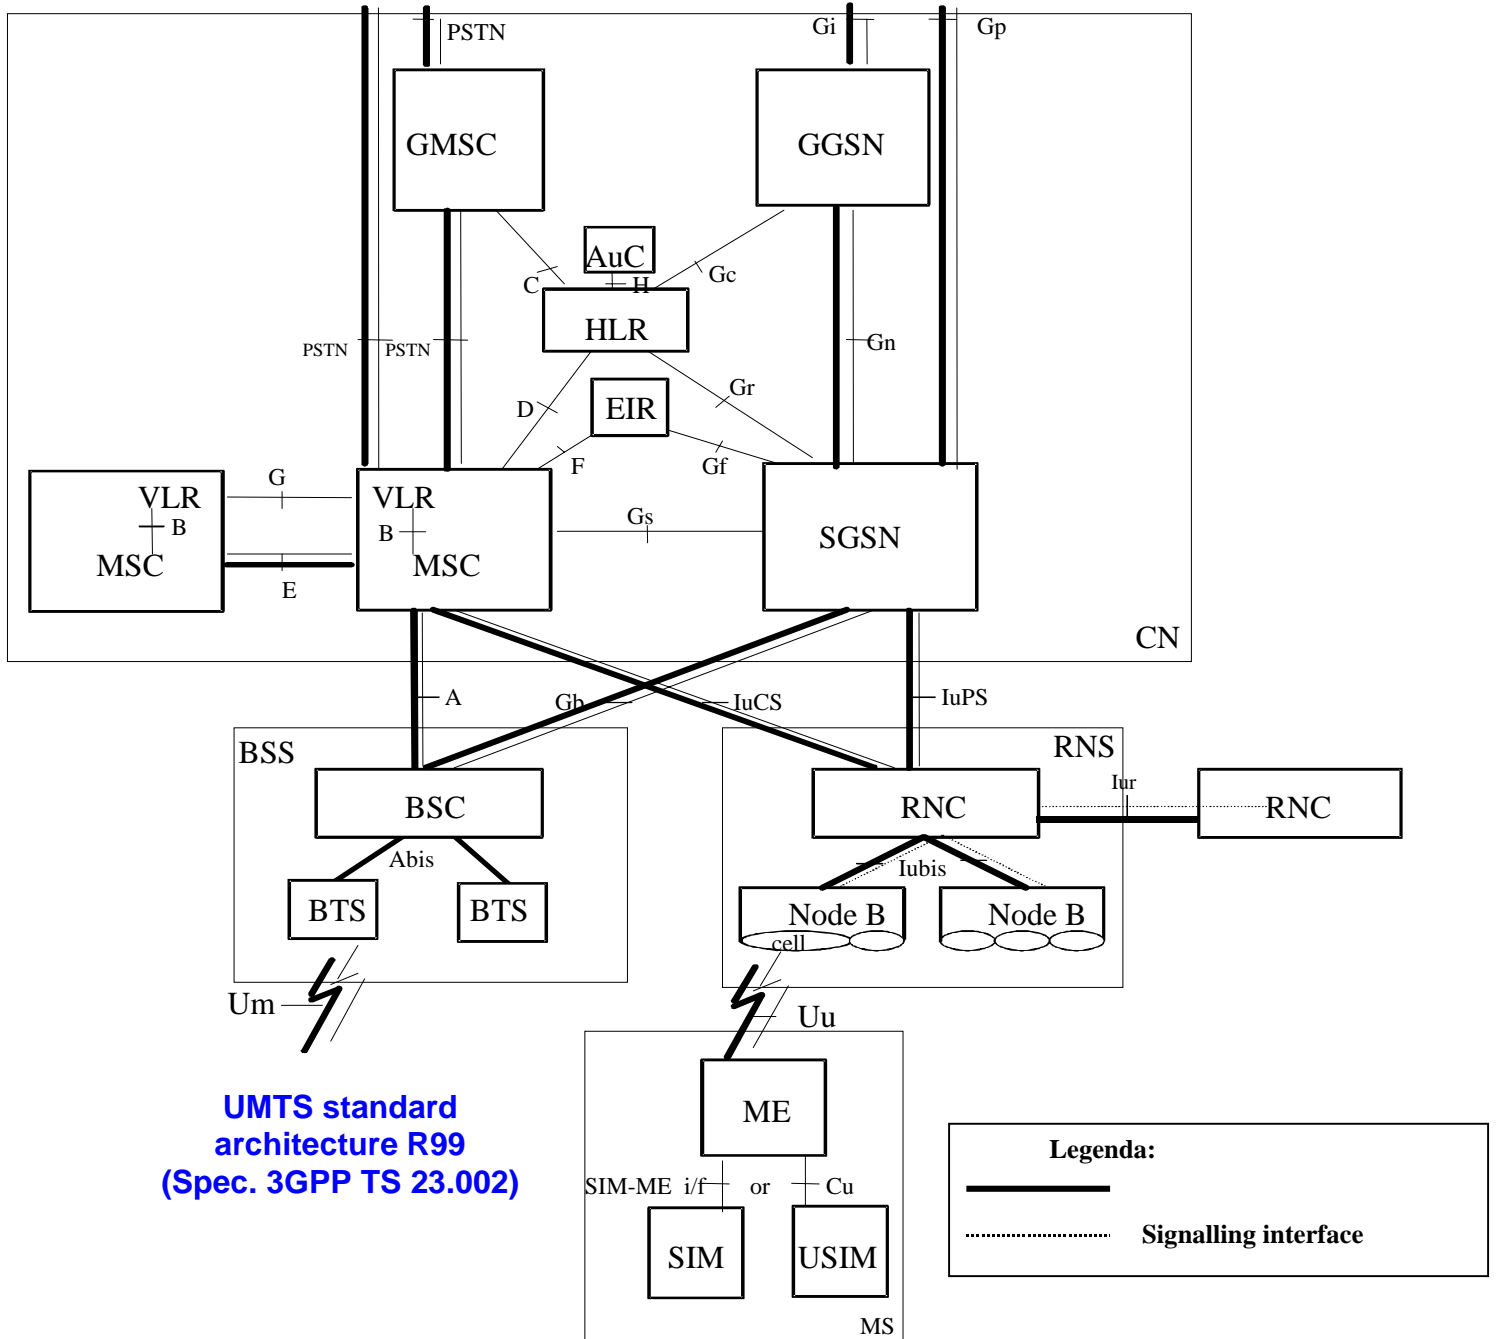 PSTN
Gi
Gp
GMSC
GGSN
AuC
C
H
Gc
HLR
PSTN
PSTN
Gn
D
EIR
Gr
F
Gf
G
VLR
B
MSC
E
VLR
B
MSC
Gs
SGSN
CN
A
Gb
IuCS
IuPS
BSS
RNS
BSC
RNC
Iur
RNC
Abis
Iubis
BTS
BTS
Node B
Node B
cell
Um
Uu
UMTS standard
architecture R99
(Spec. 3GPP TS 23.002)
ME
SIM-ME i/f or Cu
SIM
USIM
MS
Legenda:
Signalling interface